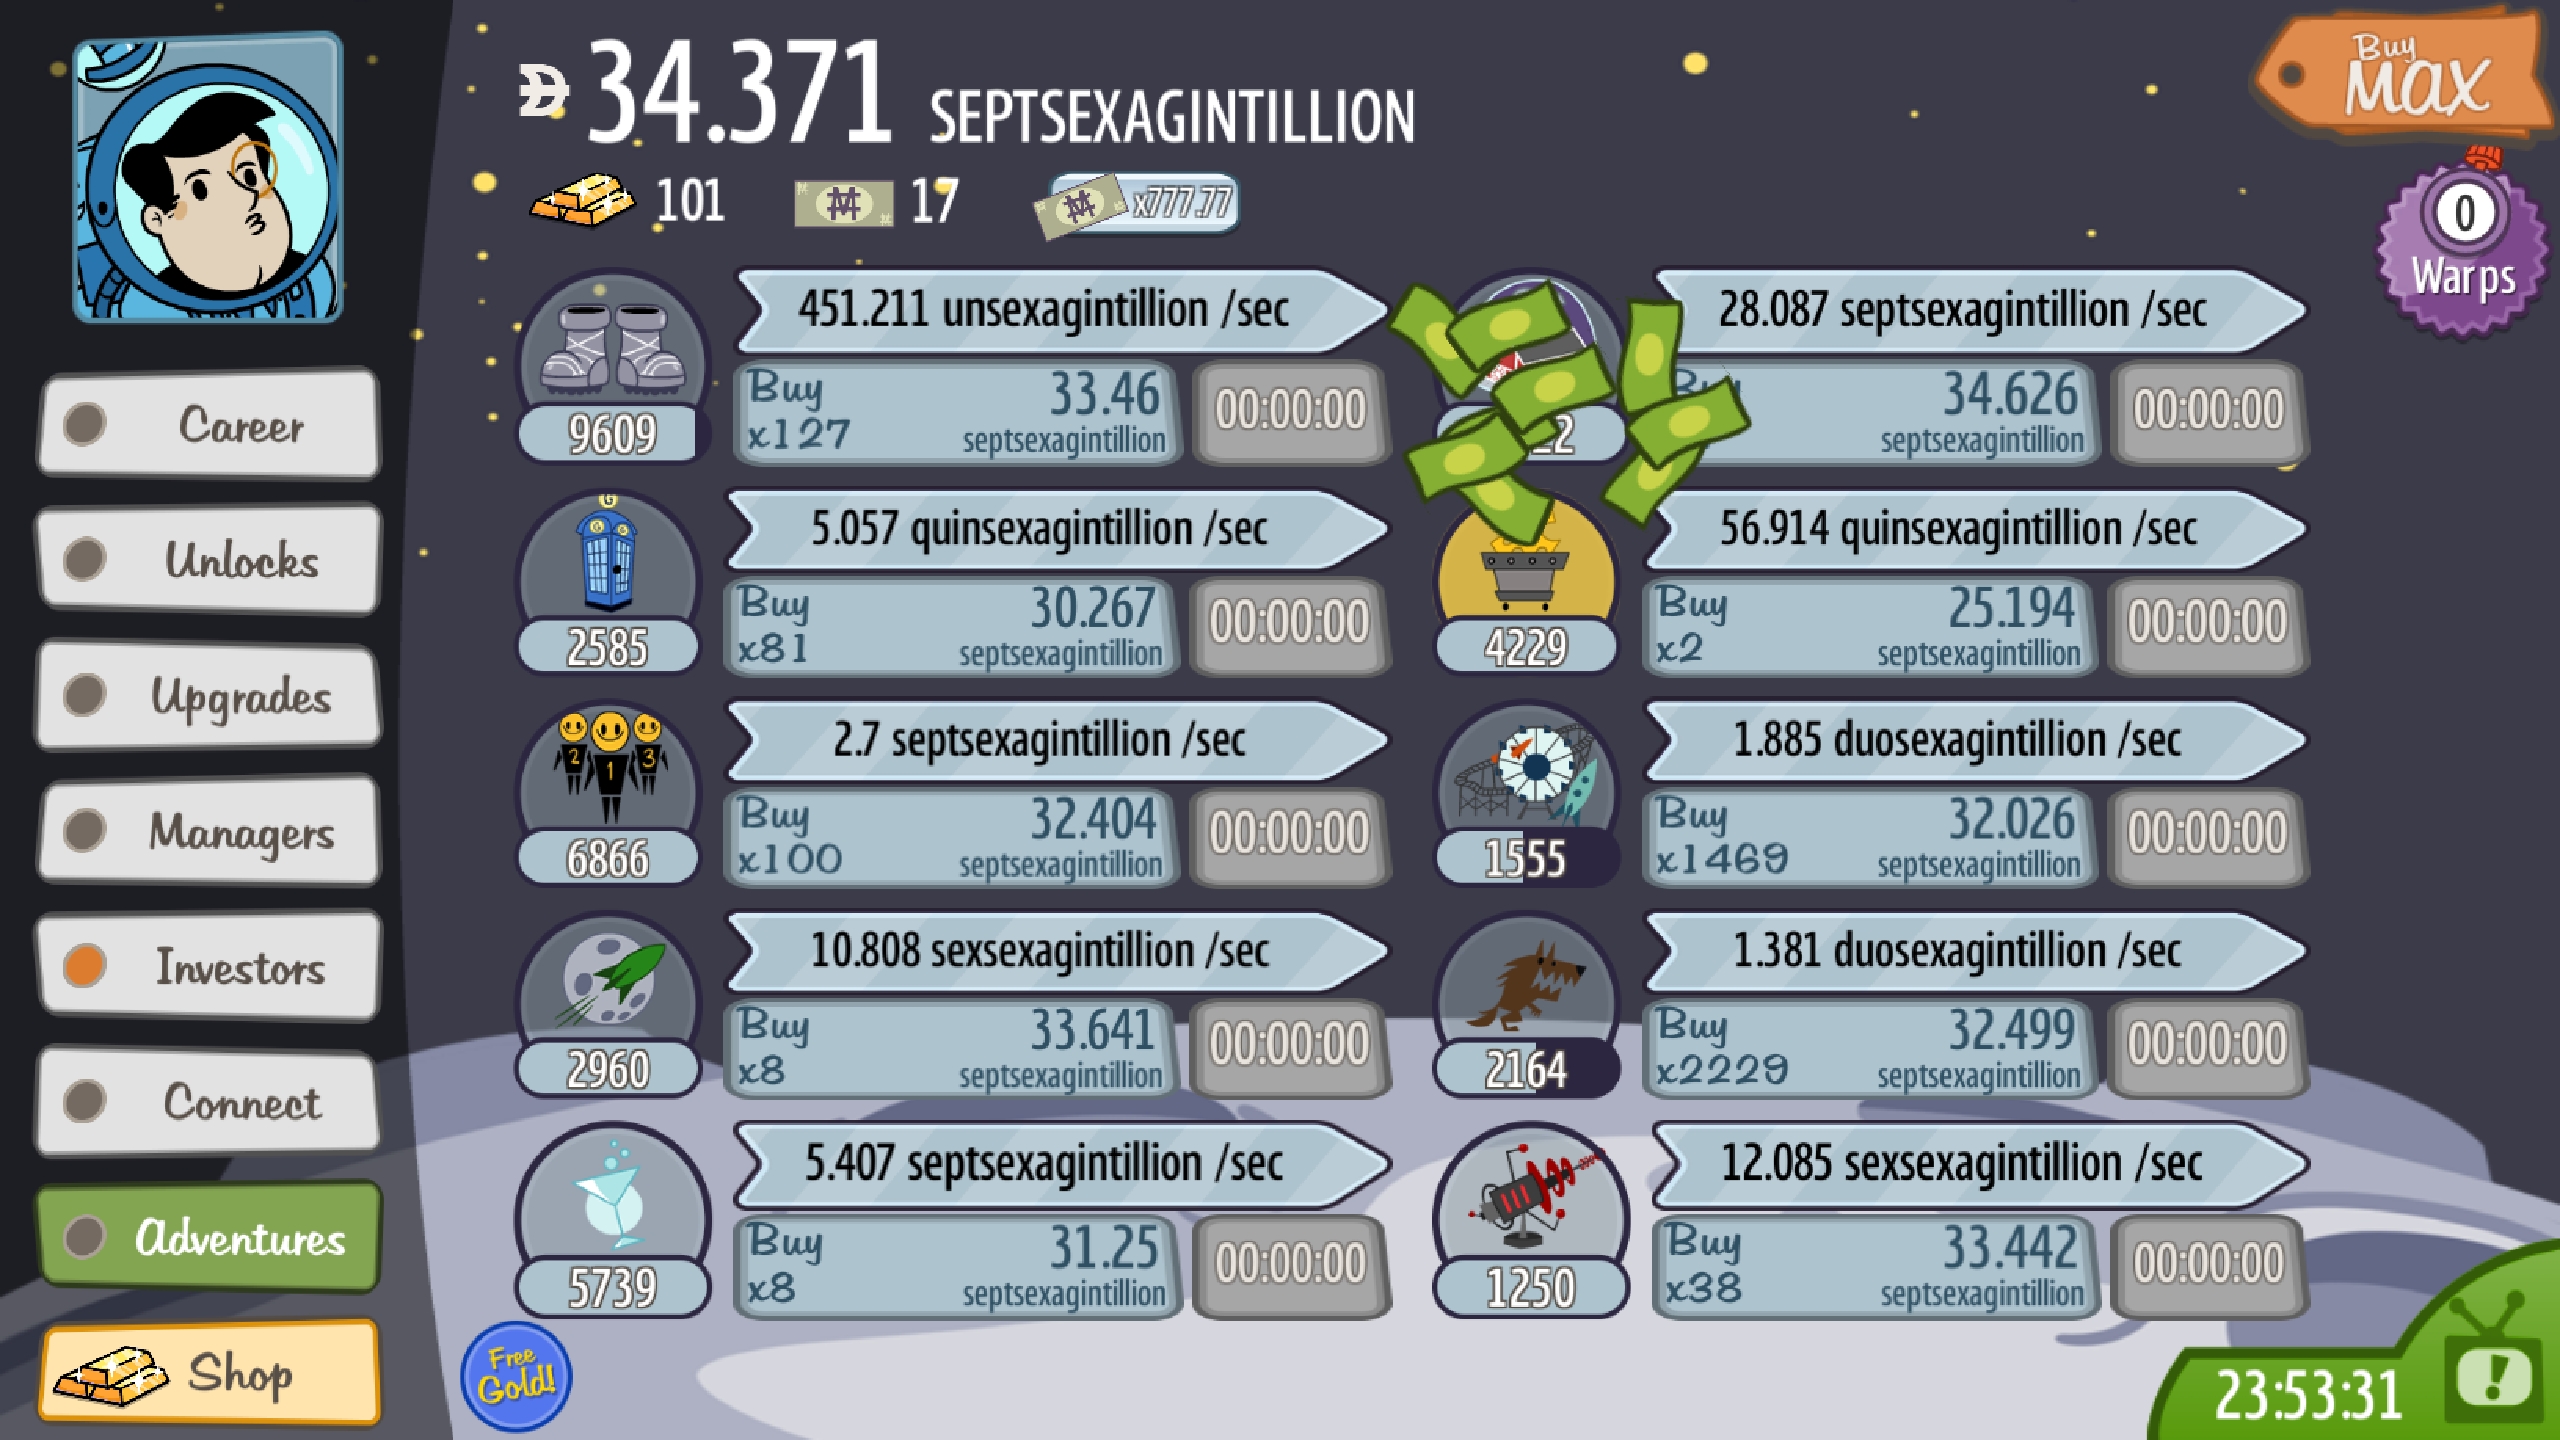 34.371 SEPTSEXAGINTILLION
Buy
MAX
101 17 x777.77
0
Warps
Career
Unlocks
Upgrades
Managers
Investors
Connect
Adventures
Shop
451.211 unsexagintillion /sec
Buy 33.46
x127 septsexagintillion
00:00:00
9609
28.087 septsexagintillion /sec
Buy 34.626
septsexagintillion
00:00:00
5.057 quinsexagintillion /sec
Buy 30.267
x81 septsexagintillion
00:00:00
2585
56.914 quinsexagintillion /sec
Buy 25.194
x2 septsexagintillion
00:00:00
4229
2 1 3
2.7 septsexagintillion /sec
Buy 32.404
x100 septsexagintillion
00:00:00
6866
1.885 duosexagintillion /sec
Buy 32.026
x1469 septsexagintillion
00:00:00
1555
10.808 sexsexagintillion /sec
Buy 33.641
x8 septsexagintillion
00:00:00
2960
1.381 duosexagintillion /sec
Buy 32.499
x2229 septsexagintillion
00:00:00
2164
5.407 septsexagintillion /sec
Buy 31.25
x8 septsexagintillion
00:00:00
5739
12.085 sexsexagintillion /sec
Buy 33.442
x38 septsexagintillion
00:00:00
1250
Free
Gold!
23:53:31